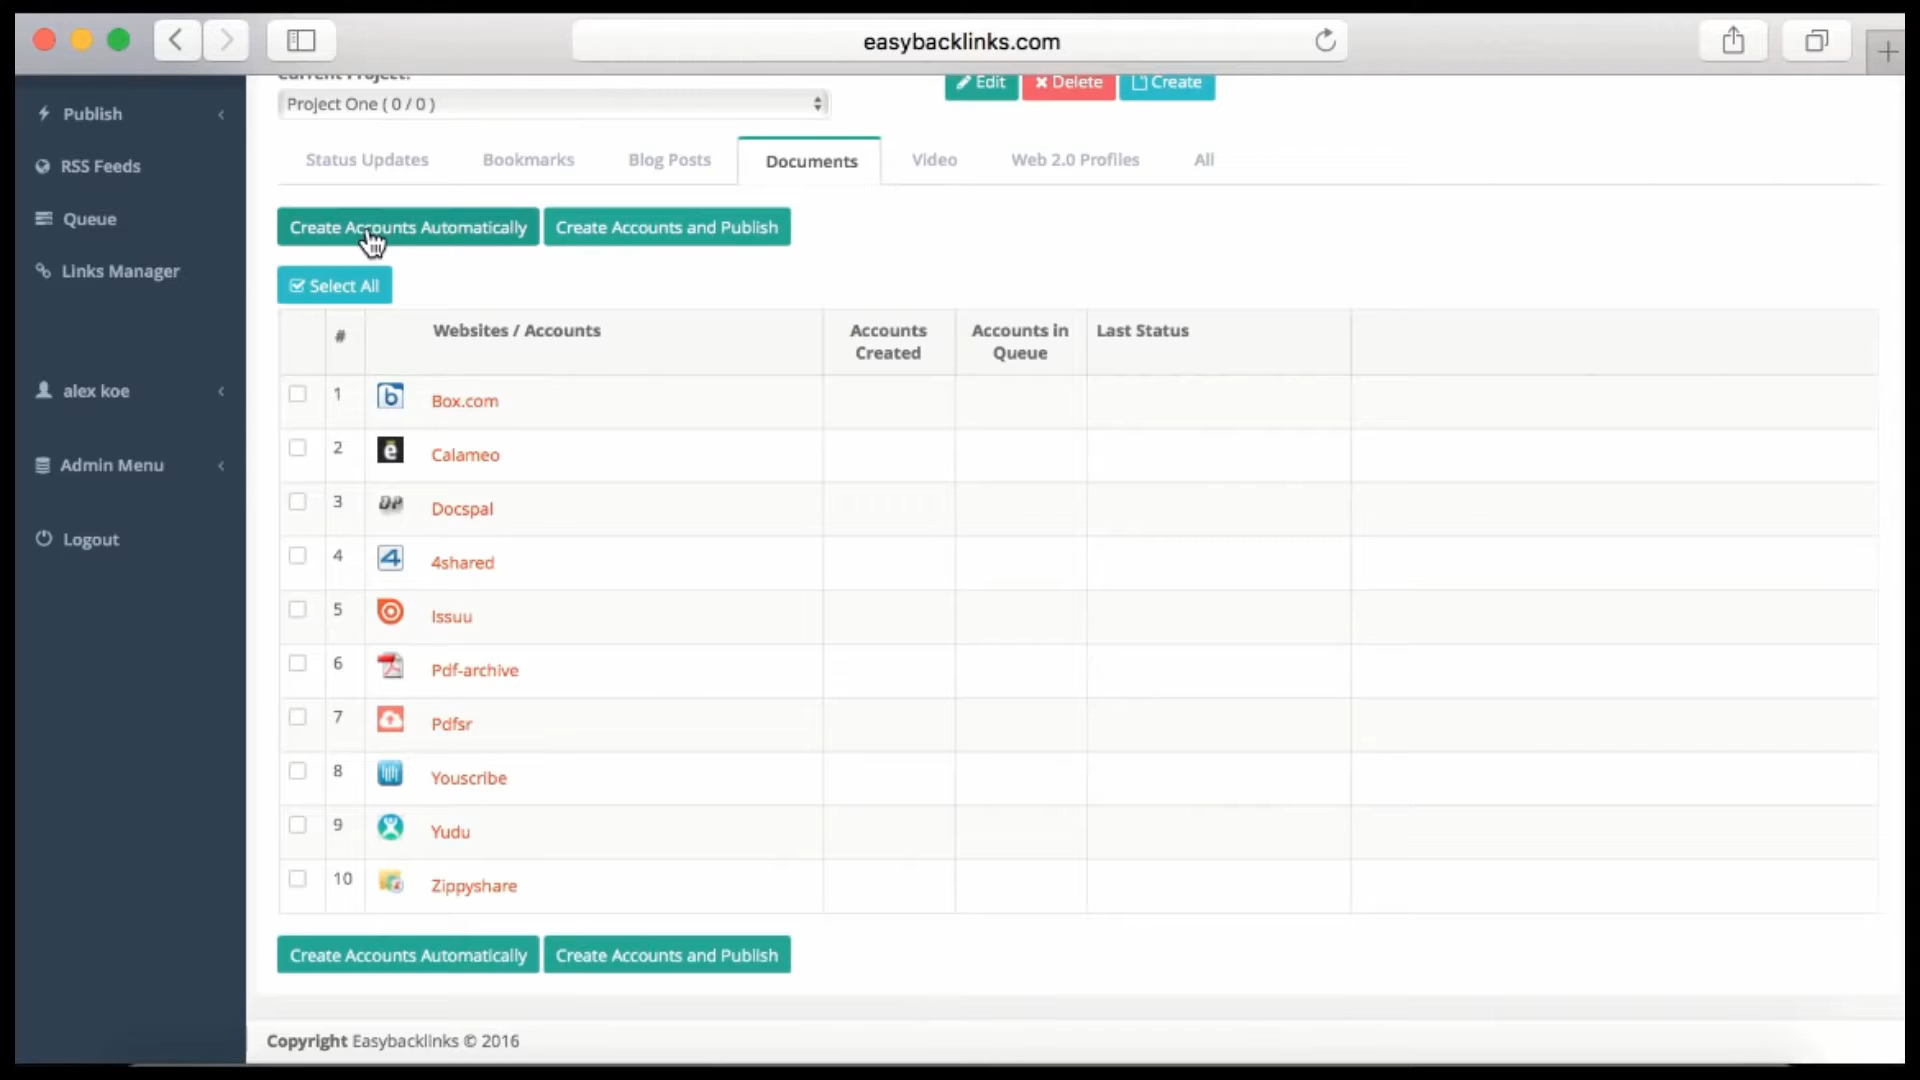 easybacklinks.com
Current Project:
Project One ( 0 / 0 )
Edit
Delete
Create
Publish
RSS Feeds
Queue
Links Manager
alex koe
Admin Menu
Logout
Status Updates
Bookmarks
Blog Posts
Documents
Video
Web 2.0 Profiles
All
Create Accounts Automatically
Create Accounts and Publish
Select All
#
Websites / Accounts
Accounts
Created
Accounts in
Queue
Last Status
1
Box.com
2
Calameo
3
Docspal
4
4shared
5
Issuu
6
Pdf-archive
7
Pdfsr
8
Youscribe
9
Yudu
10
Zippyshare
Create Accounts Automatically
Create Accounts and Publish
Copyright Easybacklinks © 2016